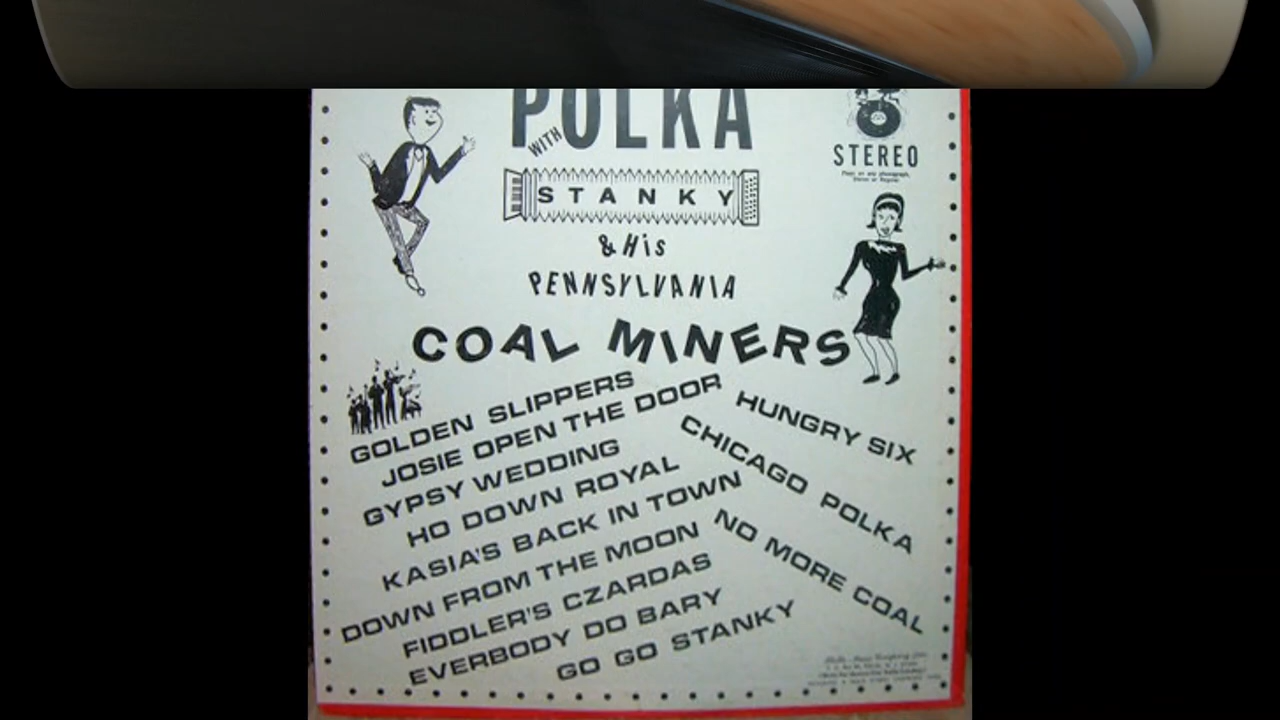 POLKA
WITH
STANKY
& His
PENNSYLVANIA
COAL MINERS
STEREO
GOLDEN SLIPPERS
JOSIE OPEN THE DOOR
GYPSY WEDDING
HO DOWN ROYAL
KASIA'S BACK IN TOWN
DOWN FROM THE MOON
FIDDLER'S CZARDAS
EVERBODY DO BARY
GO GO STANKY
HUNGRY SIX
CHICAGO POLKA
NO MORE COAL